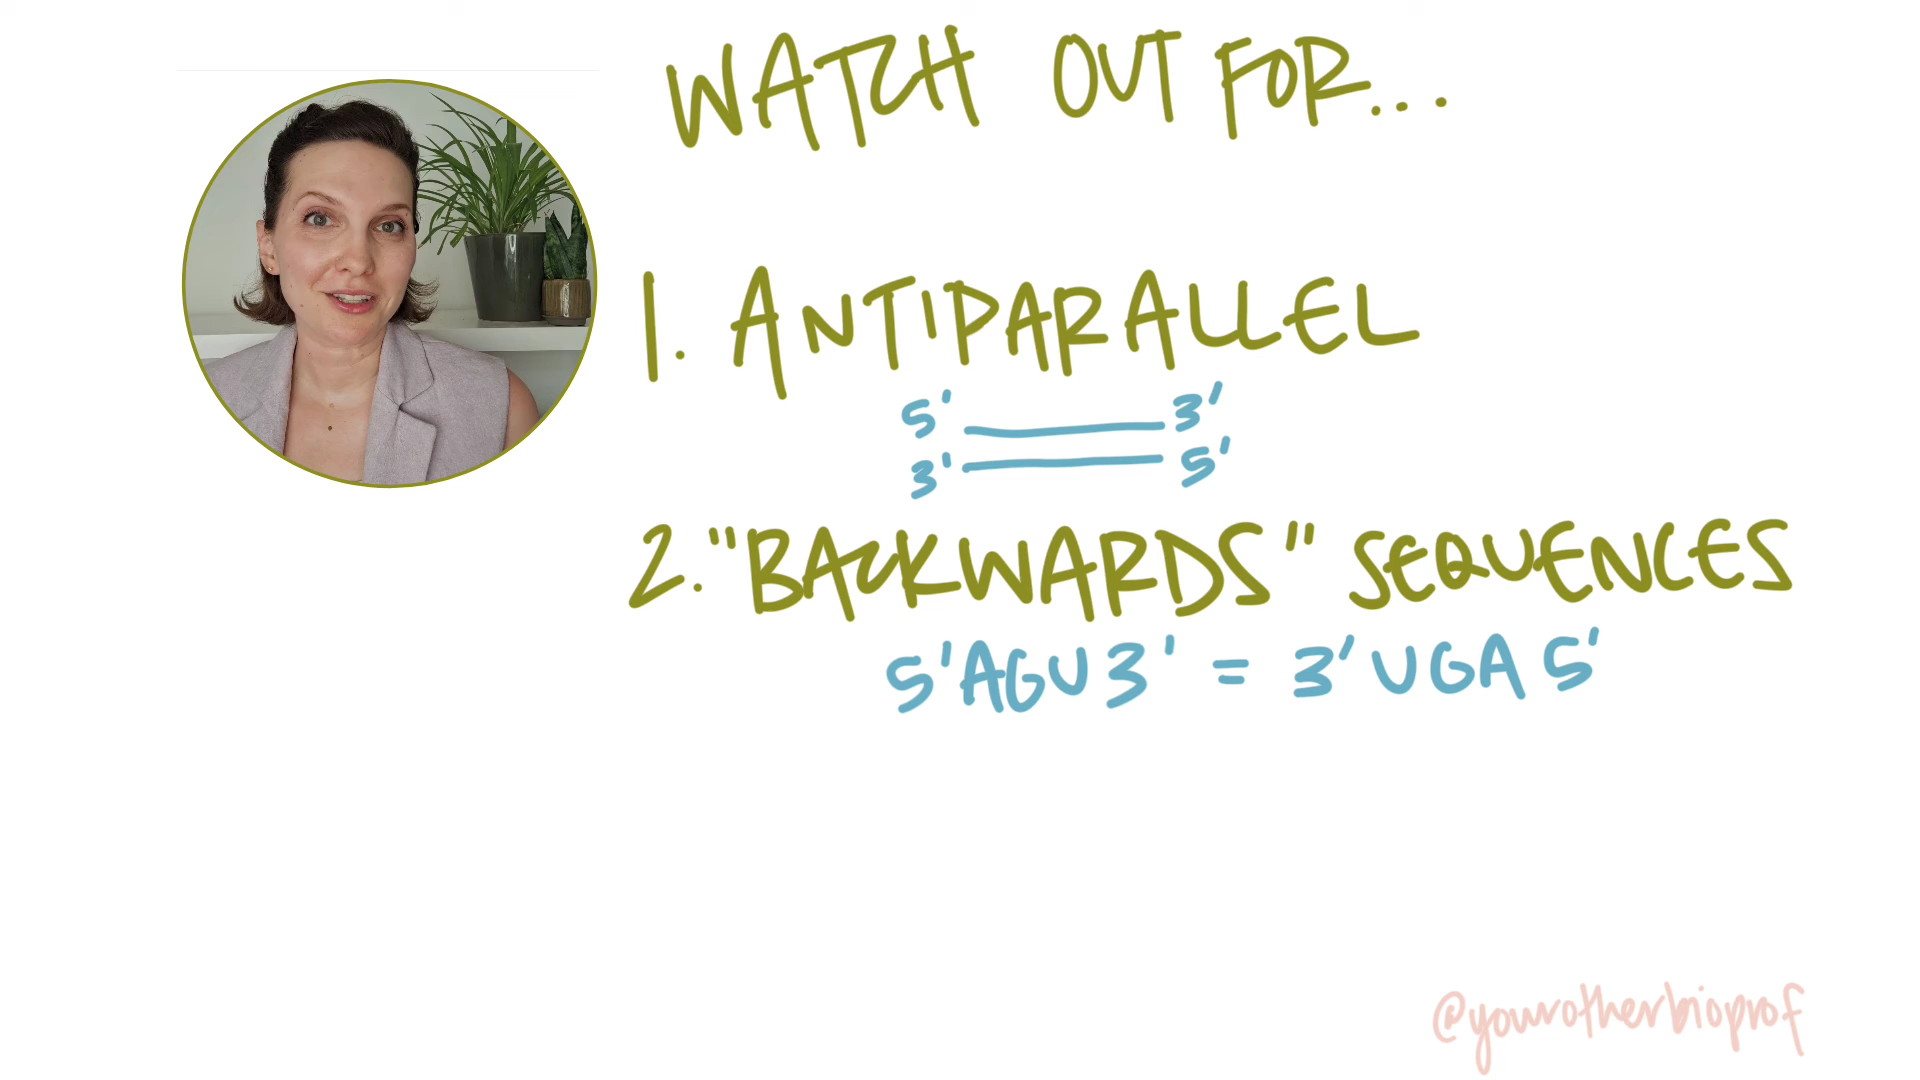 WATCH OUT FOR...
1. ANTIPARALLEL
5' 3'
3' 5'
2. "BACKWARDS" SEQUENCES
5'AGU3' = 3'UGA5'
@yourotherbioprof